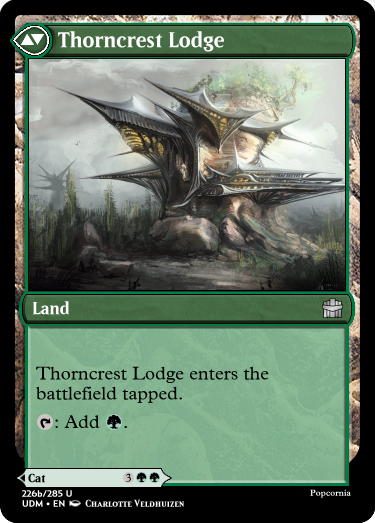 Thorncrest Lodge
Land
Thorncrest Lodge enters the
battlefield tapped.
: Add .
Cat 3
226b/285 U
Popcornia
UDM • EN CHARLOTTE VELDHUIZEN